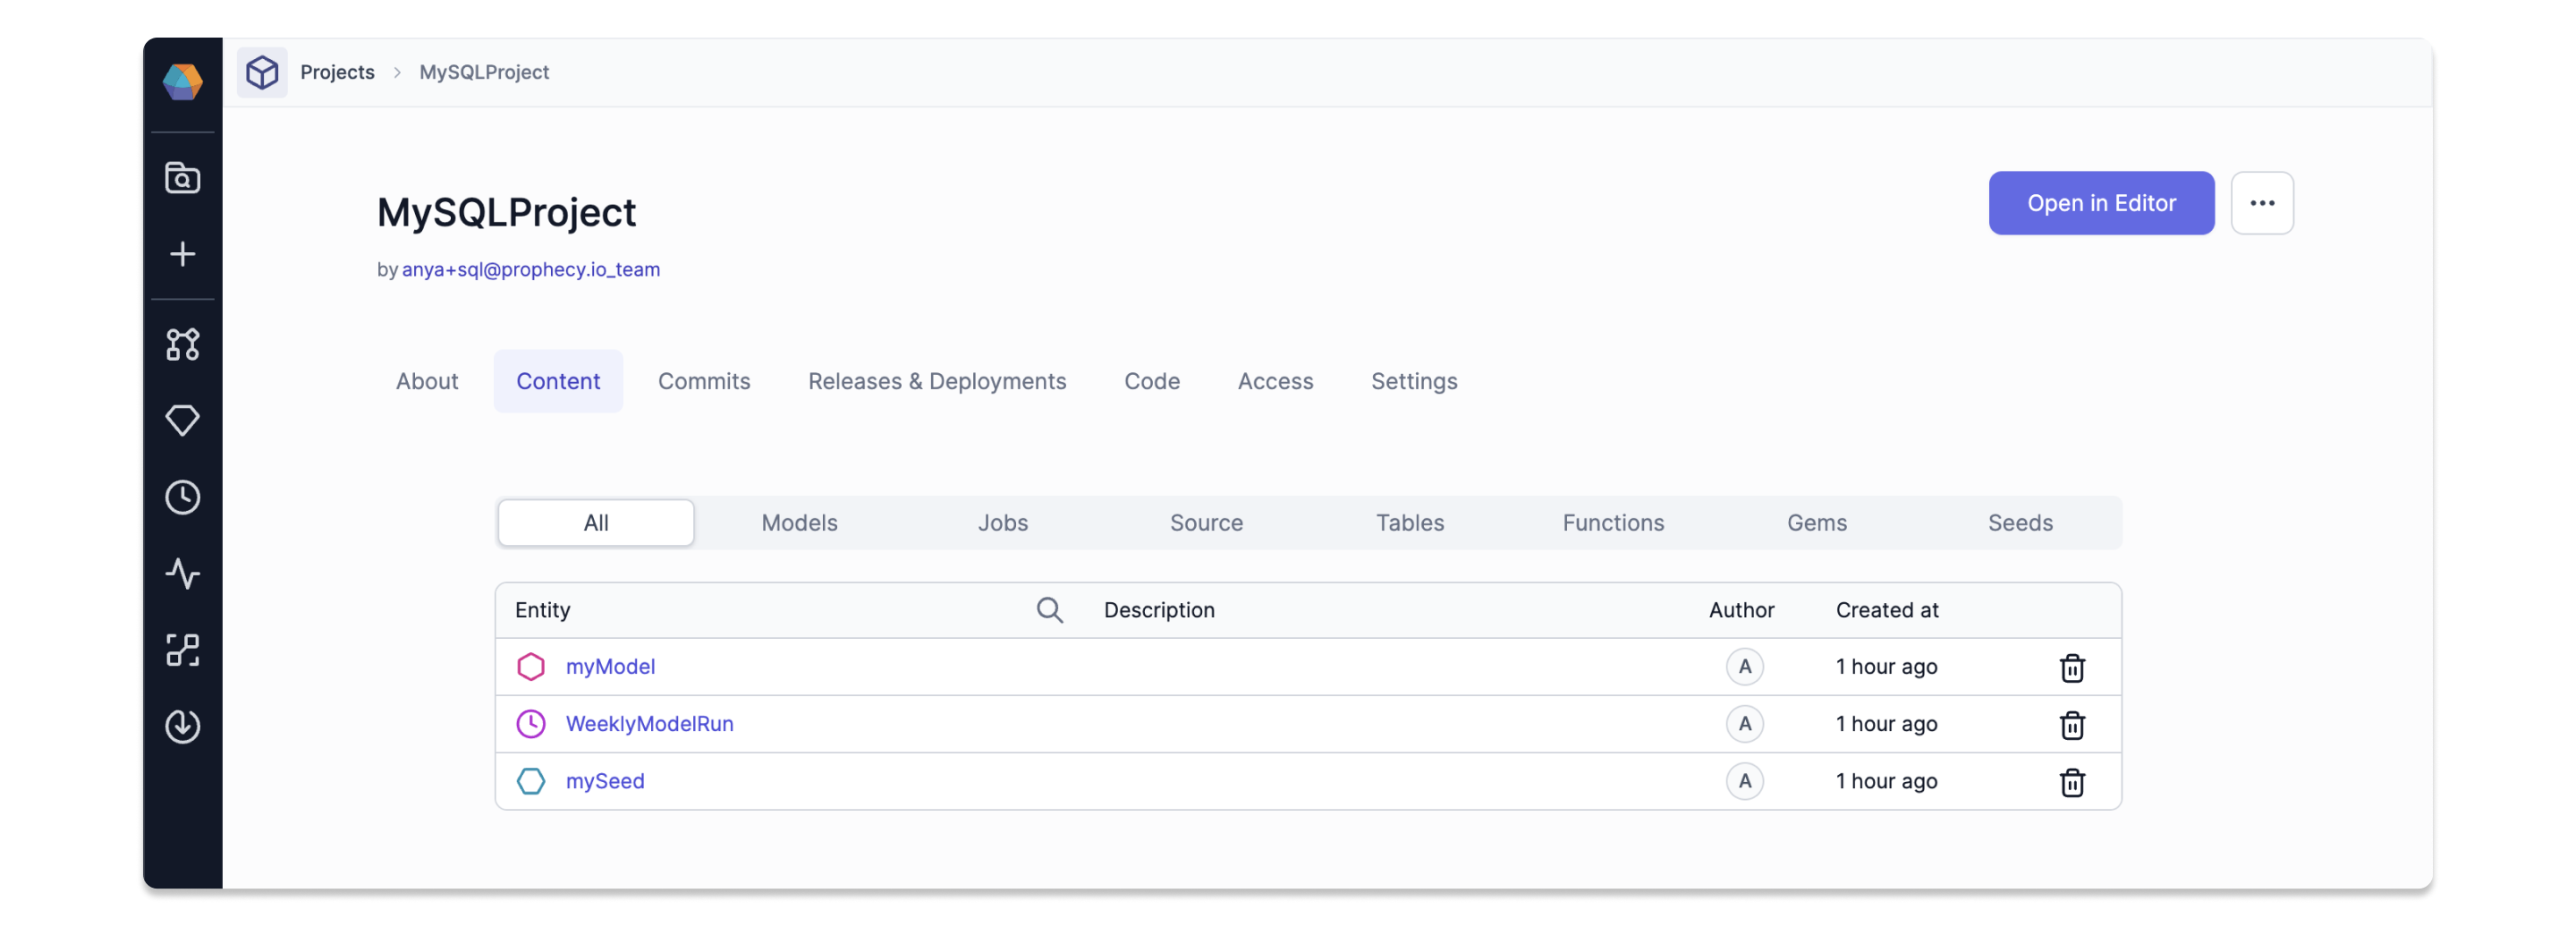 Projects > MySQLProject
MySQLProject
Open in Editor
by anya+sql@prophecy.io_team
About Content Commits Releases & Deployments Code Access Settings
All Models Jobs Source Tables Functions Gems Seeds
Entity Description Author Created at
myModel A 1 hour ago
WeeklyModelRun A 1 hour ago
mySeed A 1 hour ago